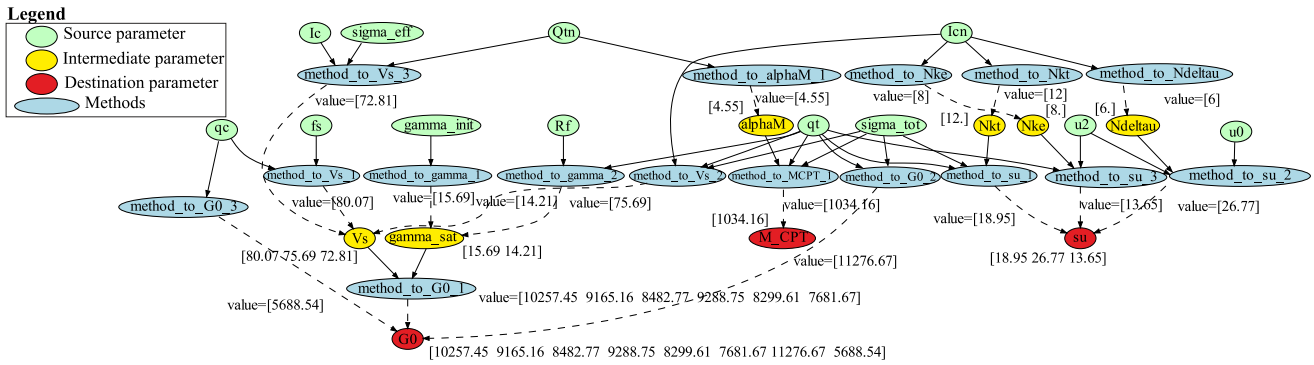 Legend
Source parameter
Intermediate parameter
Destination parameter
Methods
Ic
sigma_eff
Qtn
Icn
method_to_Vs_3
method_to_alphaM_1
method_to_Nke
method_to_Nkt
method_to_Ndeltau
value=[72.81]
[4.55]
value=[4.55]
value=[8]
value=[12]
value=[6]
[12.]
[8.]
[6.]
qc
fs
gamma_init
Rf
alphaM
qt
sigma_tot
Nkt
Nke
u2
Ndeltau
u0
method_to_Vs_1
method_to_gamma_1
method_to_gamma_2
method_to_Vs_2
method_to_MCPT_1
method_to_G0_2
method_to_su_1
method_to_su_3
method_to_su_2
method_to_G0_3
value=[80.07]
value=[15.69]
value=[14.21]
value=[75.69]
value=[1034.16]
value=[18.95]
value=[13.65]
value=[26.77]
[1034.16]
Vs
gamma_sat
M_CPT
su
[80.07 75.69 72.81]
[15.69 14.21]
value=[11276.67]
[18.95 26.77 13.65]
method_to_G0_1
value=[5688.54]
value=[10257.45 9165.16 8482.77 9288.75 8299.61 7681.67]
G0
[10257.45 9165.16 8482.77 9288.75 8299.61 7681.67 11276.67 5688.54]